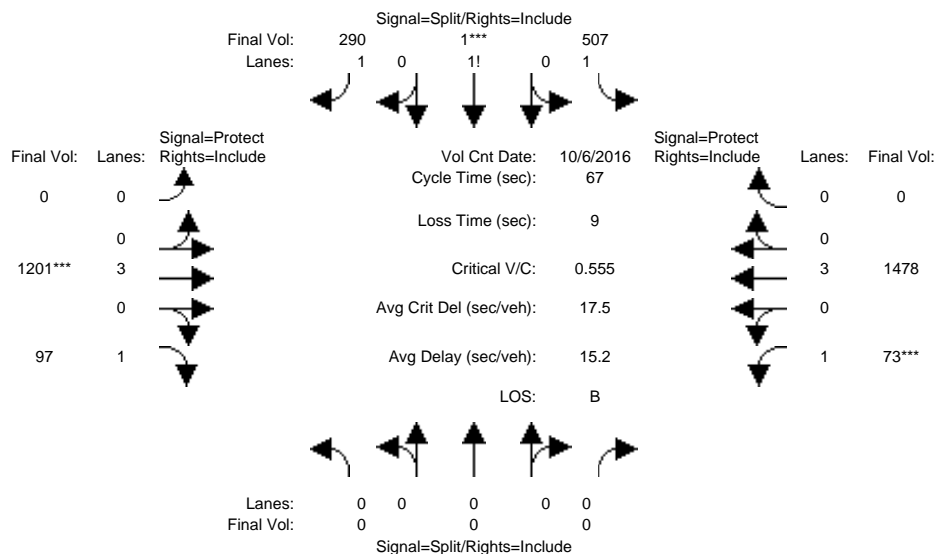 Signal=Split/Rights=Include
Final Vol: 290 1*** 507
Lanes: 1 0 1! 0 1
Signal=Protect Signal=Protect
Final Vol: Lanes: Rights=Include Vol Cnt Date: 10/6/2016 Rights=Include Lanes: Final Vol:
Cycle Time (sec): 67
0 0 0 0
Loss Time (sec): 9
0 0
1201*** 3 Critical V/C: 0.555 3 1478
0 Avg Crit Del (sec/veh): 17.5 0
97 1 Avg Delay (sec/veh): 15.2 1 73***
LOS: B
Lanes: 0 0 0 0 0
Final Vol: 0 0 0
Signal=Split/Rights=Include